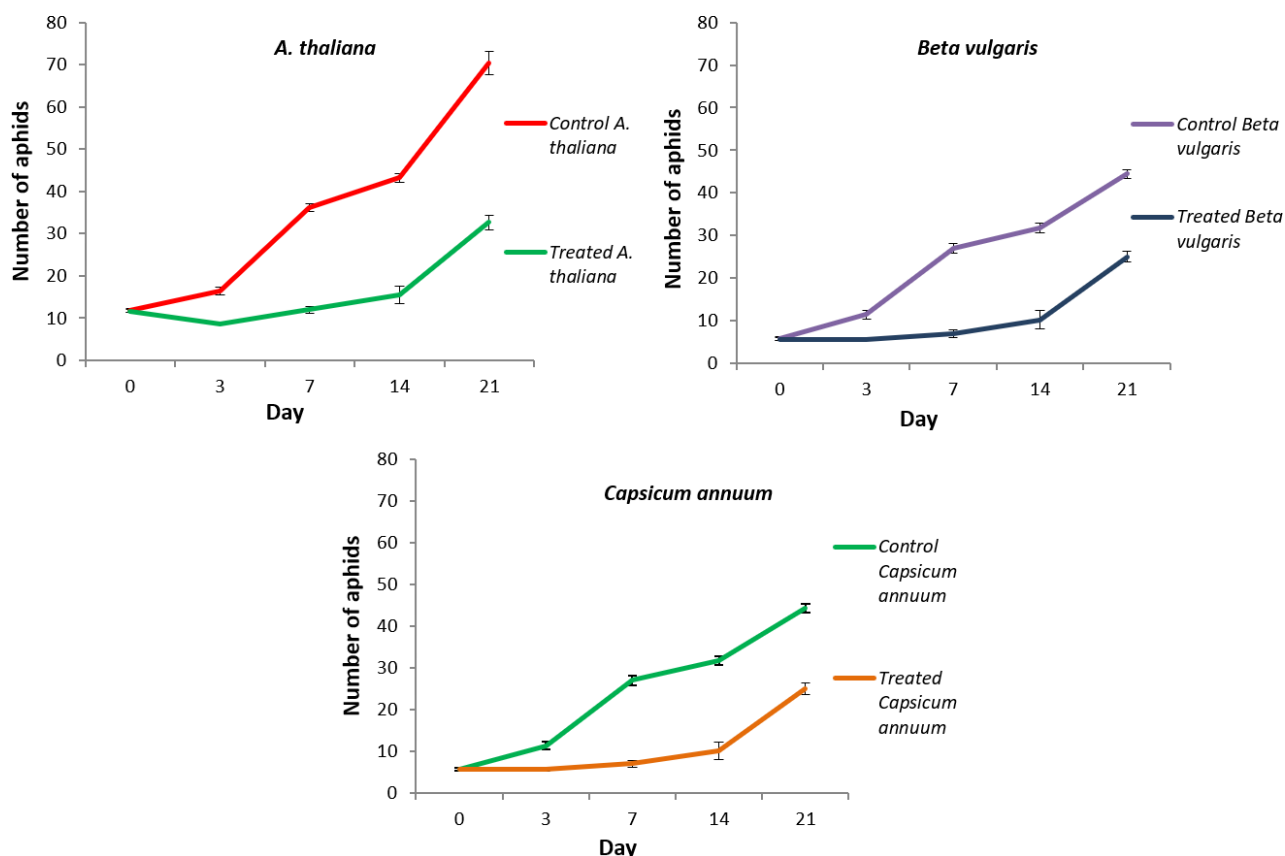 A. thaliana
Number of aphids
80
70
60
50
40
30
20
10
0
0 3 7 14 21
Day
Control A.
thaliana
Treated A.
thaliana
Beta vulgaris
Number of aphids
80
70
60
50
40
30
20
10
0
0 3 7 14 21
Day
Control Beta
vulgaris
Treated Beta
vulgaris
Capsicum annuum
Number of aphids
80
70
60
50
40
30
20
10
0
0 3 7 14 21
Day
Control
Capsicum
annuum
Treated
Capsicum
annuum